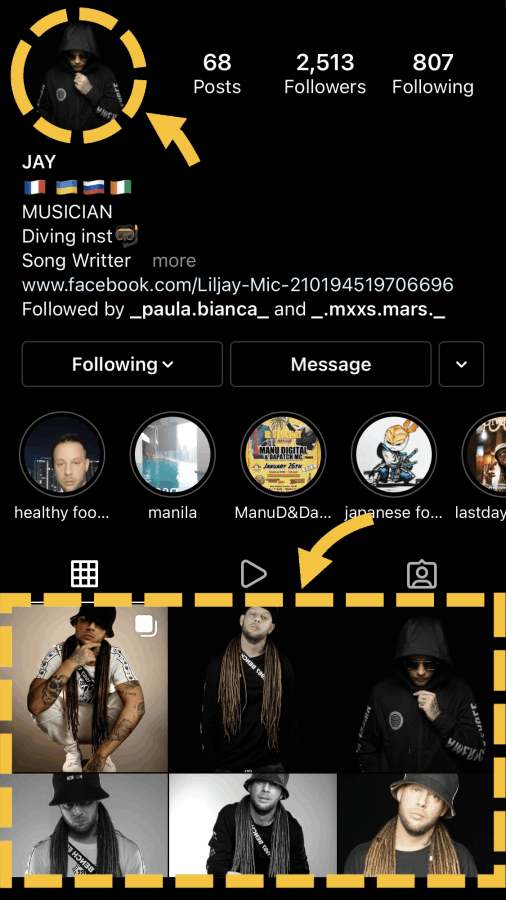 68 2,513 807
Posts Followers Following
JAY
🇫🇷 🇺🇦 🇷🇺 🇨🇮
MUSICIAN
Diving inst🤿
Song Writter more
www.facebook.com/Liljay-Mic-210194519706696
Followed by _paula.bianca_ and _.mxxs.mars._
Following Message
MANU DIGITAL
& DAPATCH MC
JANUARY 26TH
healthy foo... manila ManuD&Da... japanese fo... lastday
BENCH